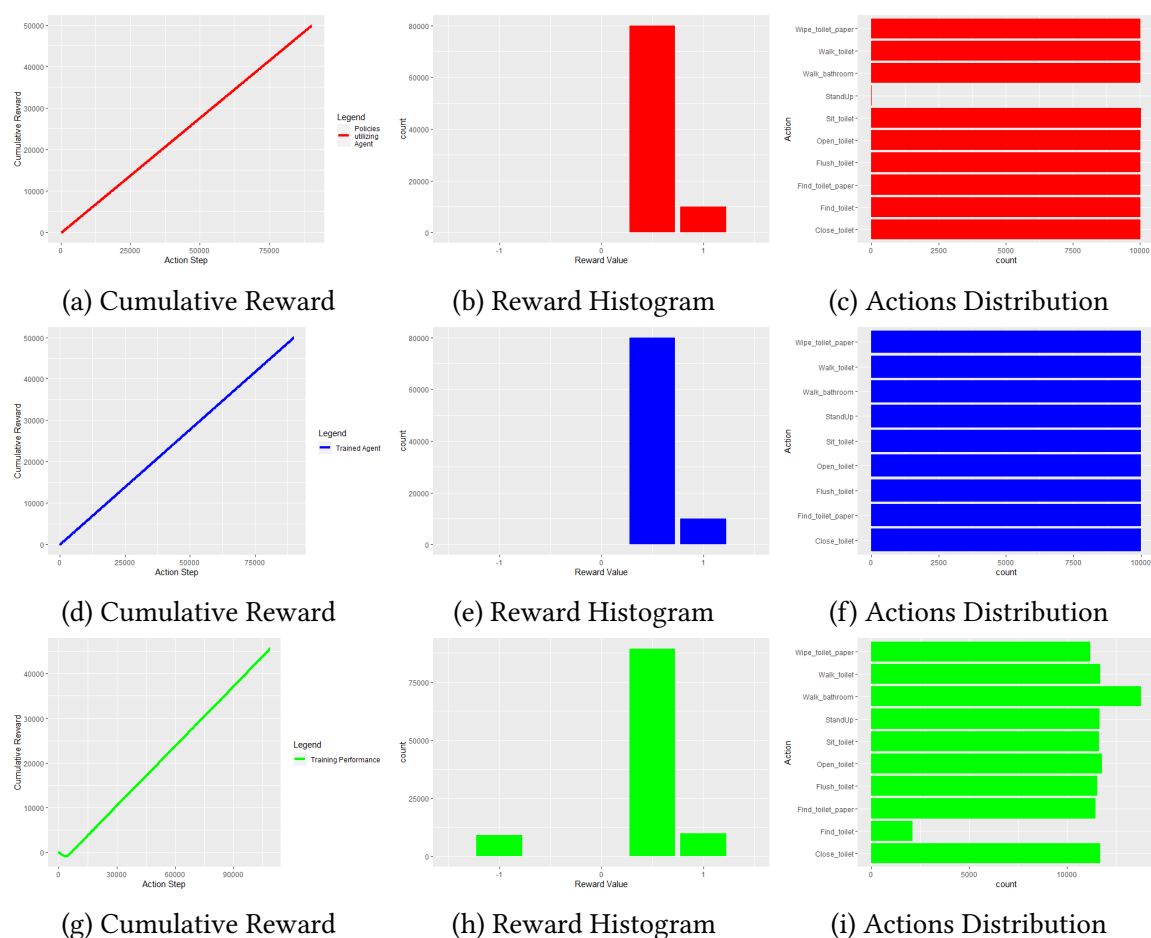 50000
40000
30000
20000
10000
0
Cumulative Reward
0
25000
50000
75000
Action Step
Legend
Policies
utilizing
Agent
80000
60000
40000
20000
0
count
-1
0
1
Reward Value
Wipe_toilet_paper
Walk_toilet
Walk_bathroom
StandUp
Sit_toilet
Open_toilet
Flush_toilet
Find_toilet_paper
Find_toilet
Close_toilet
Action
0
2500
5000
7500
10000
count
(a) Cumulative Reward
(b) Reward Histogram
(c) Actions Distribution
50000
40000
30000
20000
10000
0
Cumulative Reward
0
25000
50000
75000
Action Step
Legend
Trained Agent
80000
60000
40000
20000
0
count
-1
0
1
Reward Value
Wipe_toilet_paper
Walk_toilet
Walk_bathroom
StandUp
Sit_toilet
Open_toilet
Flush_toilet
Find_toilet_paper
Close_toilet
Action
0
2500
5000
7500
10000
count
(d) Cumulative Reward
(e) Reward Histogram
(f) Actions Distribution
40000
30000
20000
10000
0
Cumulative Reward
0
30000
60000
90000
Action Step
Legend
Training Performance
75000
50000
25000
0
count
-1
0
1
Reward Value
Wipe_toilet_paper
Walk_toilet
Walk_bathroom
StandUp
Sit_toilet
Open_toilet
Flush_toilet
Find_toilet_paper
Find_toilet
Close_toilet
Action
0
5000
10000
count
(g) Cumulative Reward
(h) Reward Histogram
(i) Actions Distribution